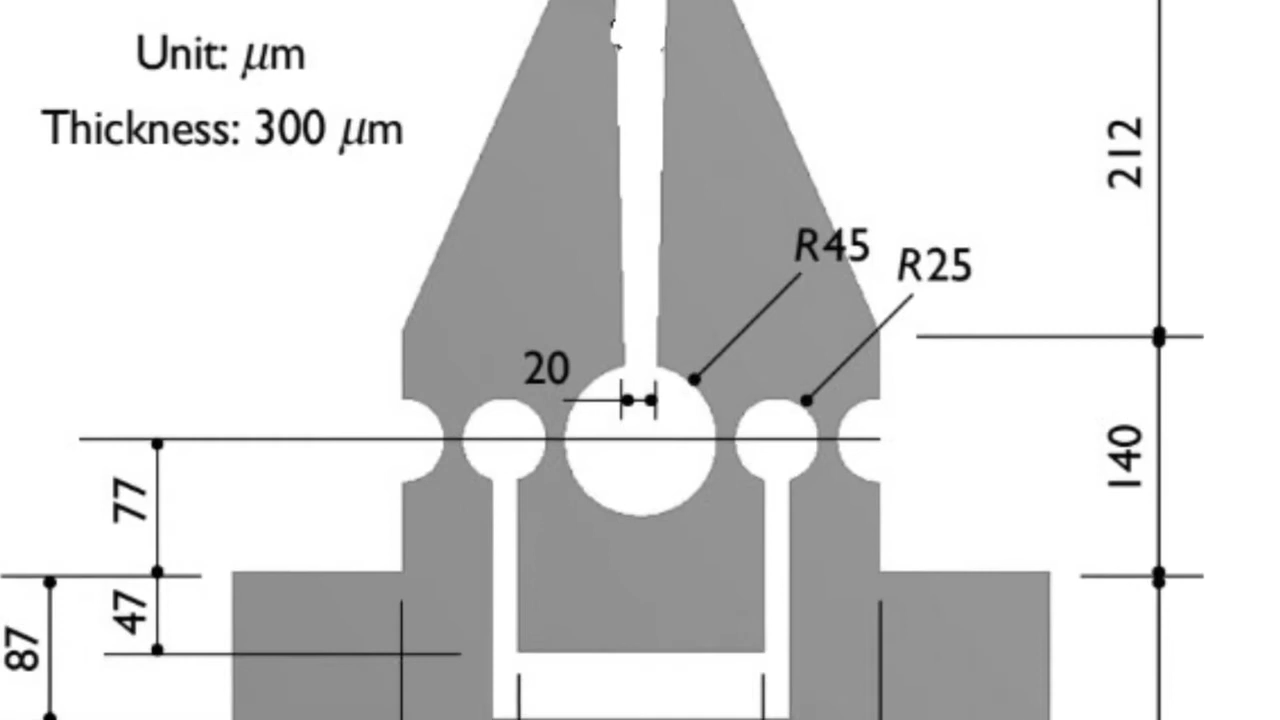 Unit: μm
Thickness: 300 μm
212
R45
R25
20
140
77
47
87